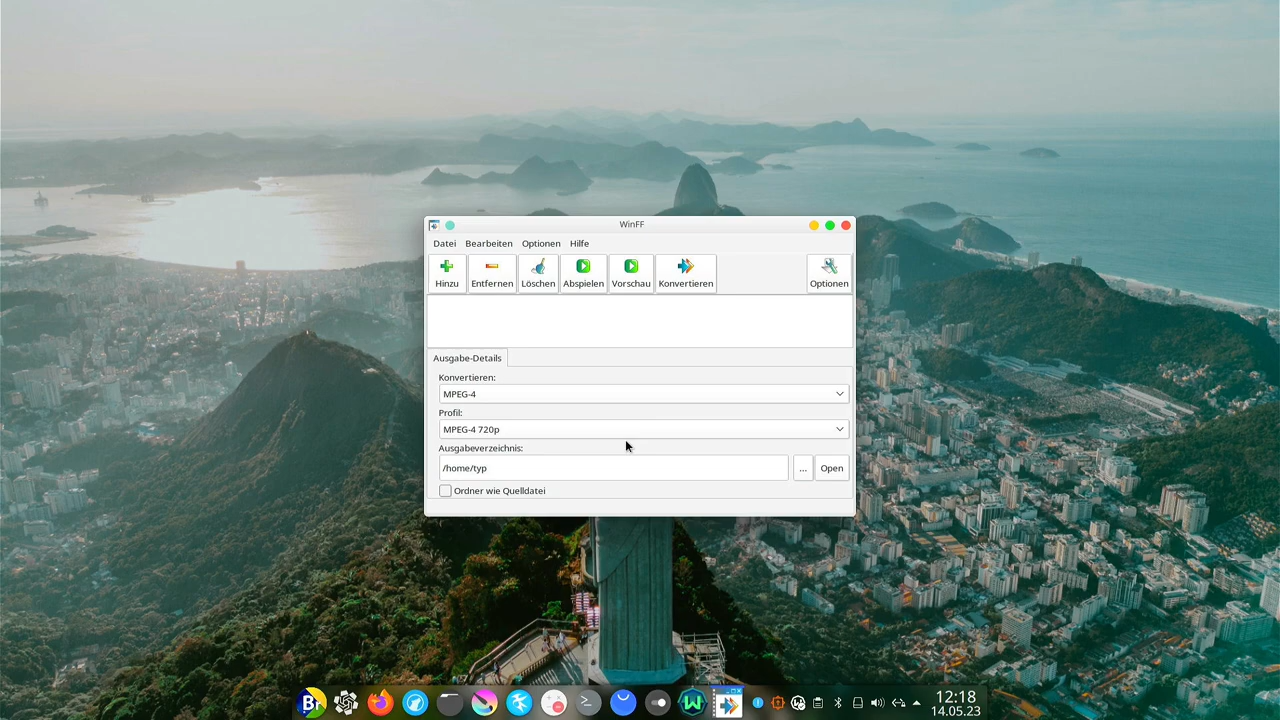 WinFF
Datei Bearbeiten Optionen Hilfe
Hinzu Entfernen Löschen Abspielen Vorschau Konvertieren Optionen
Ausgabe-Details
Konvertieren:
MPEG-4
Profil:
MPEG-4 720p
Ausgabeverzeichnis:
/home/typ
... Open
Ordner wie Quelldatei
12:18
14.05.23